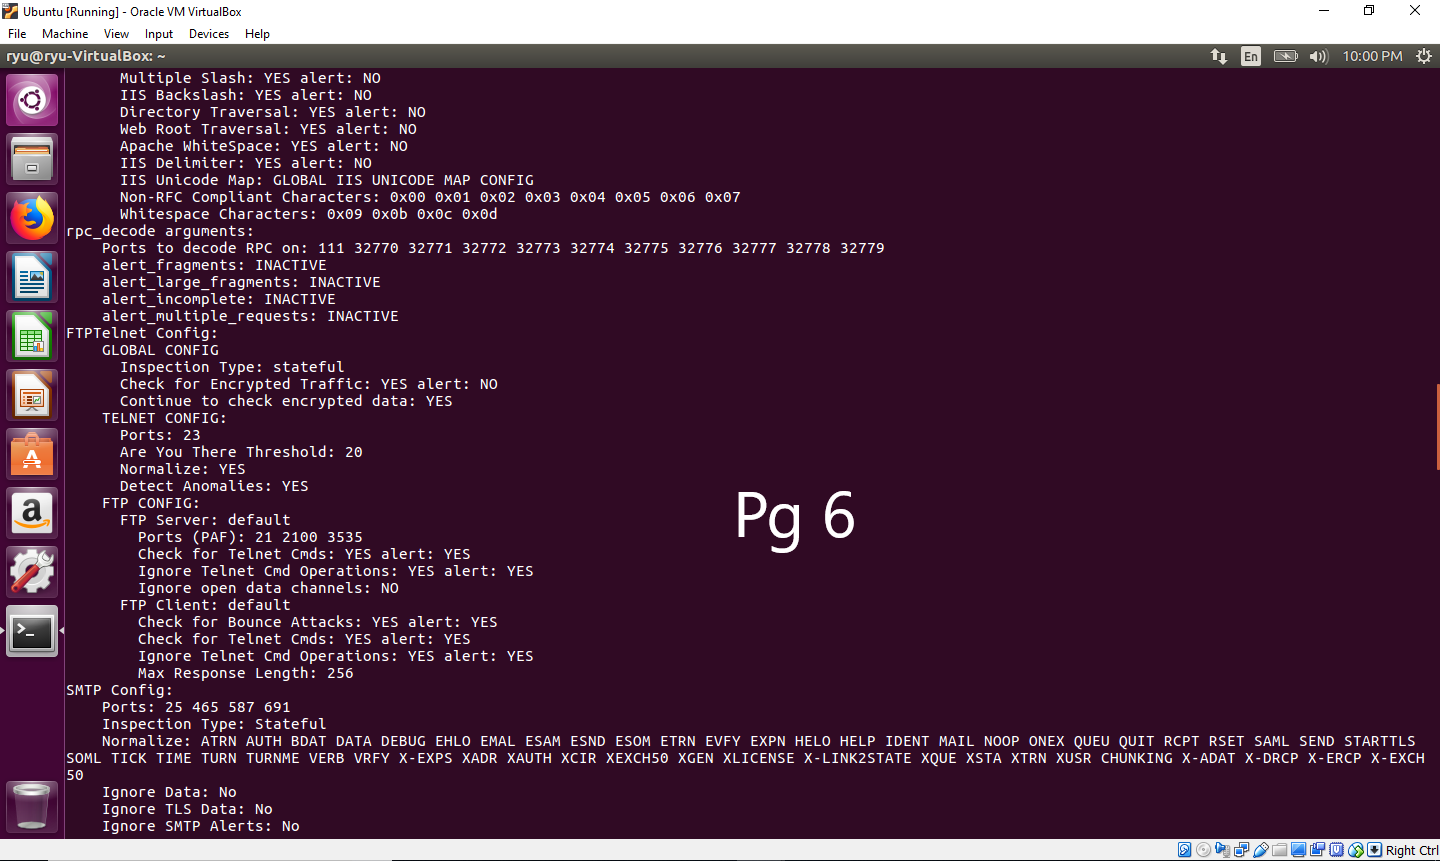 Ubuntu [Running] - Oracle VM VirtualBox
File Machine View Input Devices Help
ryu@ryu-VirtualBox: ~
En
10:00 PM
Multiple Slash: YES alert: NO
IIS Backslash: YES alert: NO
Directory Traversal: YES alert: NO
Web Root Traversal: YES alert: NO
Apache WhiteSpace: YES alert: NO
IIS Delimiter: YES alert: NO
IIS Unicode Map: GLOBAL IIS UNICODE MAP CONFIG
Non-RFC Compliant Characters: 0x00 0x01 0x02 0x03 0x04 0x05 0x06 0x07
Whitespace Characters: 0x09 0x0b 0x0c 0x0d
rpc_decode arguments:
Ports to decode RPC on: 111 32770 32771 32772 32773 32774 32775 32776 32777 32778 32779
alert_fragments: INACTIVE
alert_large_fragments: INACTIVE
alert_incomplete: INACTIVE
alert_multiple_requests: INACTIVE
FTPTelnet Config:
GLOBAL CONFIG
Inspection Type: stateful
Check for Encrypted Traffic: YES alert: NO
Continue to check encrypted data: YES
TELNET CONFIG:
Ports: 23
Are You There Threshold: 20
Normalize: YES
Detect Anomalies: YES
FTP CONFIG:
FTP Server: default
Ports (PAF): 21 2100 3535
Check for Telnet Cmds: YES alert: YES
Ignore Telnet Cmd Operations: YES alert: YES
Ignore open data channels: NO
FTP Client: default
Check for Bounce Attacks: YES alert: YES
Check for Telnet Cmds: YES alert: YES
Ignore Telnet Cmd Operations: YES alert: YES
Max Response Length: 256
SMTP Config:
Ports: 25 465 587 691
Inspection Type: Stateful
Normalize: ATRN AUTH BDAT DATA DEBUG EHLO EMAL ESAM ESND ESOM ETRN EVFY EXPN HELO HELP IDENT MAIL NOOP ONEX QUEU QUIT RCPT RSET SAML SEND STARTTLS
SOML TICK TIME TURN TURNME VERB VRFY X-EXPS XADR XAUTH XCIR XEXCH50 XGEN XLICENSE X-LINK2STATE XQUE XSTA XTRN XUSR CHUNKING X-ADAT X-DRCP X-ERCP X-EXCH
50
Ignore Data: No
Ignore TLS Data: No
Ignore SMTP Alerts: No
Pg 6
Right Ctrl